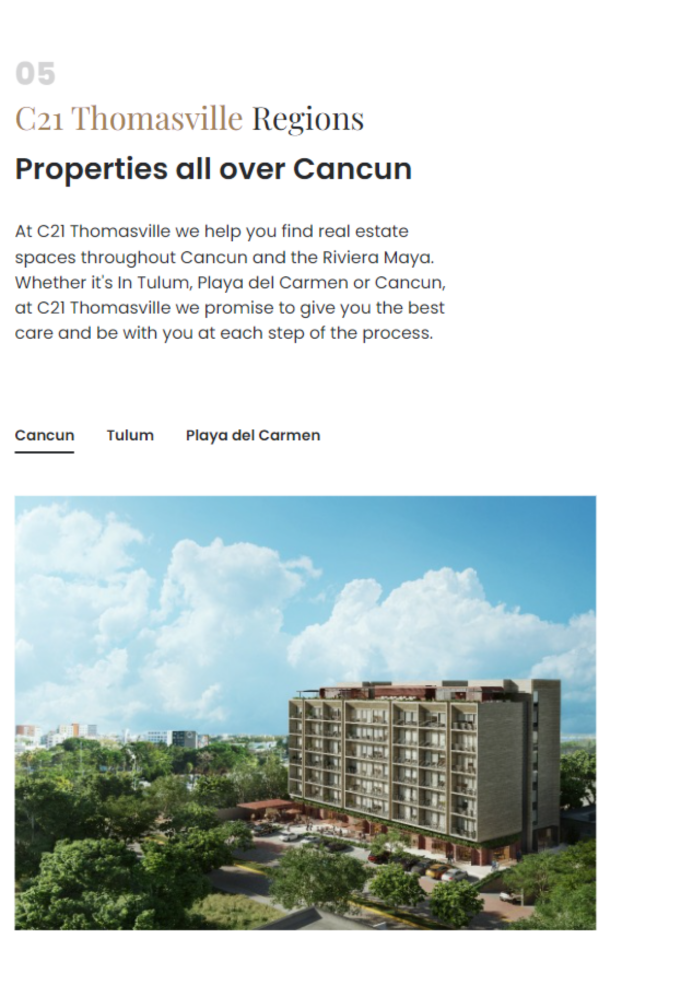 05
C21 Thomasville Regions
Properties all over Cancun
At C21 Thomasville we help you find real estate
spaces throughout Cancun and the Riviera Maya.
Whether it's In Tulum, Playa del Carmen or Cancun,
at C21 Thomasville we promise to give you the best
care and be with you at each step of the process.
Cancun Tulum Playa del Carmen